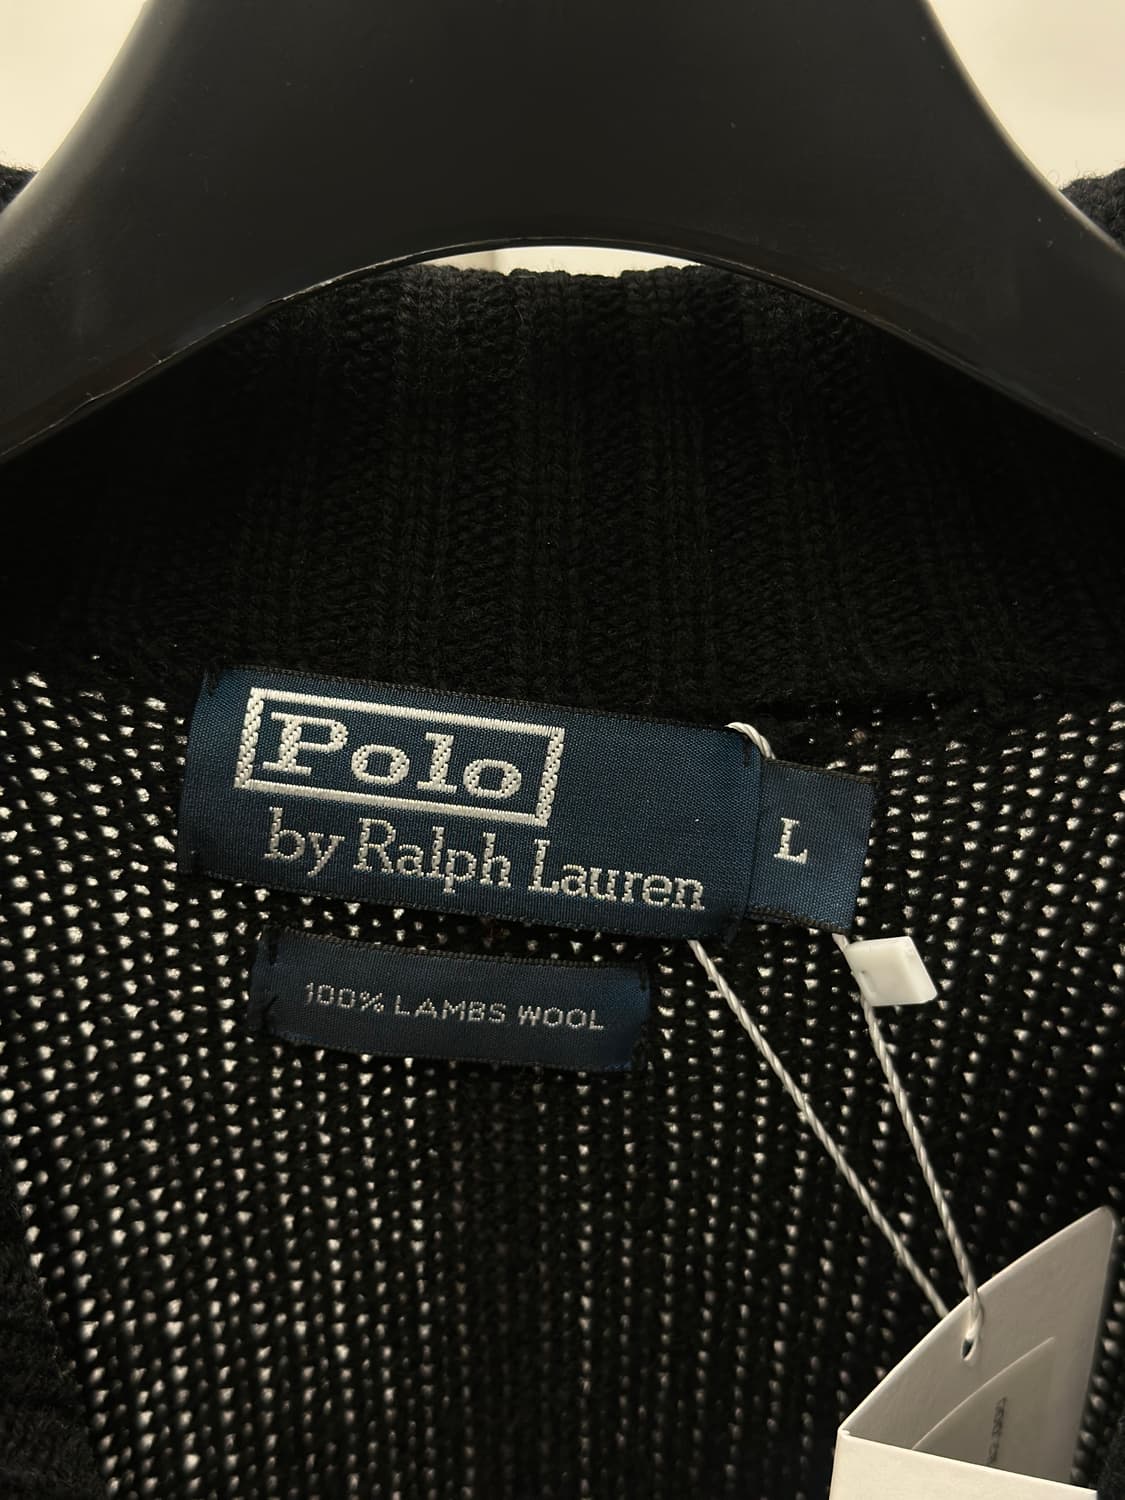 Polo
by Ralph Lauren
L
100% LAMBS WOOL